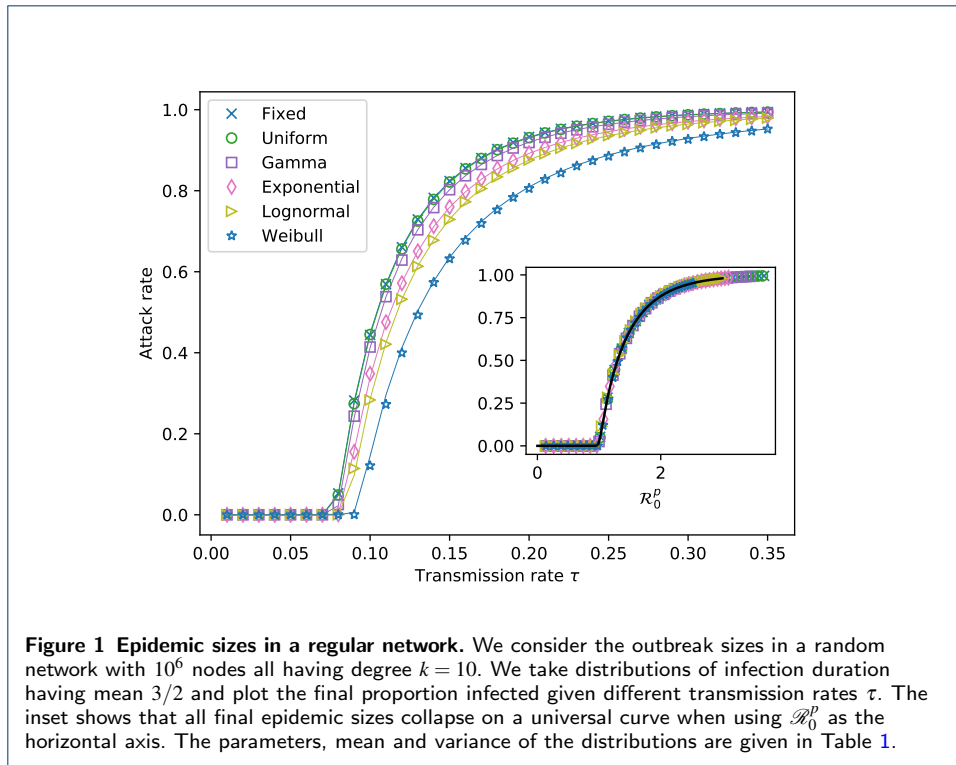 1.0
0.8
0.6
0.4
0.2
0.0
Attack rate
Fixed
Uniform
Gamma
Exponential
Lognormal
Weibull
1.00
0.75
0.50
0.25
0.00
0 2
ℛ₀ᵖ
0.00 0.05 0.10 0.15 0.20 0.25 0.30 0.35
Transmission rate τ
Figure 1 Epidemic sizes in a regular network. We consider the outbreak sizes in a random
network with 10⁶ nodes all having degree k = 10. We take distributions of infection duration
having mean 3/2 and plot the final proportion infected given different transmission rates τ. The
inset shows that all final epidemic sizes collapse on a universal curve when using ℛ₀ᵖ as the
horizontal axis. The parameters, mean and variance of the distributions are given in Table 1.